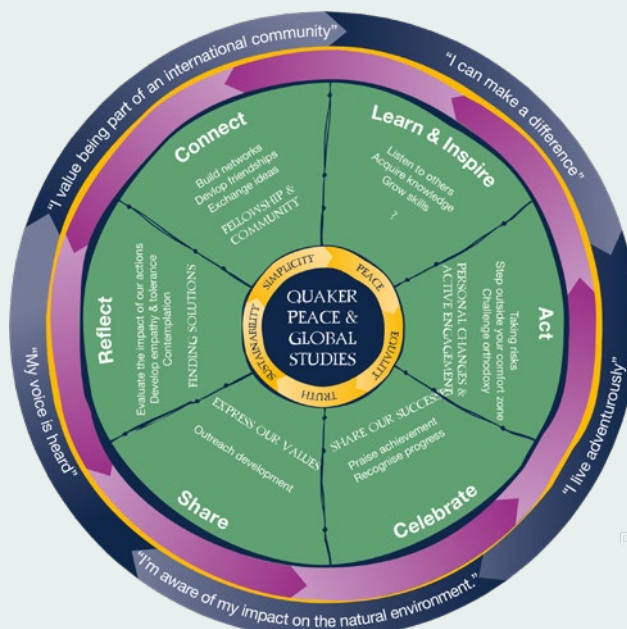 "I value being part of an international community"
"I can make a difference"
"I live adventurously"
"I'm aware of my impact on the natural environment."
"My voice is heard"
Connect
Build networks
Devlop friendships
Exchange ideas
FELLOWSHIP &
COMMUNITY
Learn & Inspire
Listen to others
Acquire knowledge
Grow skills
?
Act
Taking risks
Step outside your comfort zone
Challenge orthodoxy
PERSONAL CHANGES &
ACTIVE ENGAGEMENT
SHARE OUR SUCCESS
Praise achievement
Recognise progress
Celebrate
EXPRESS OUR VALUES
Outreach development
Share
Reflect
Evaluate the impact of our actions
Develop empathy & tolerance
Contemplation
FINDING SOLUTIONS
SIMPLICITY
PEACE
EQUALITY
TRUTH
SUSTAINABILITY
QUAKER
PEACE &
GLOBAL
STUDIES